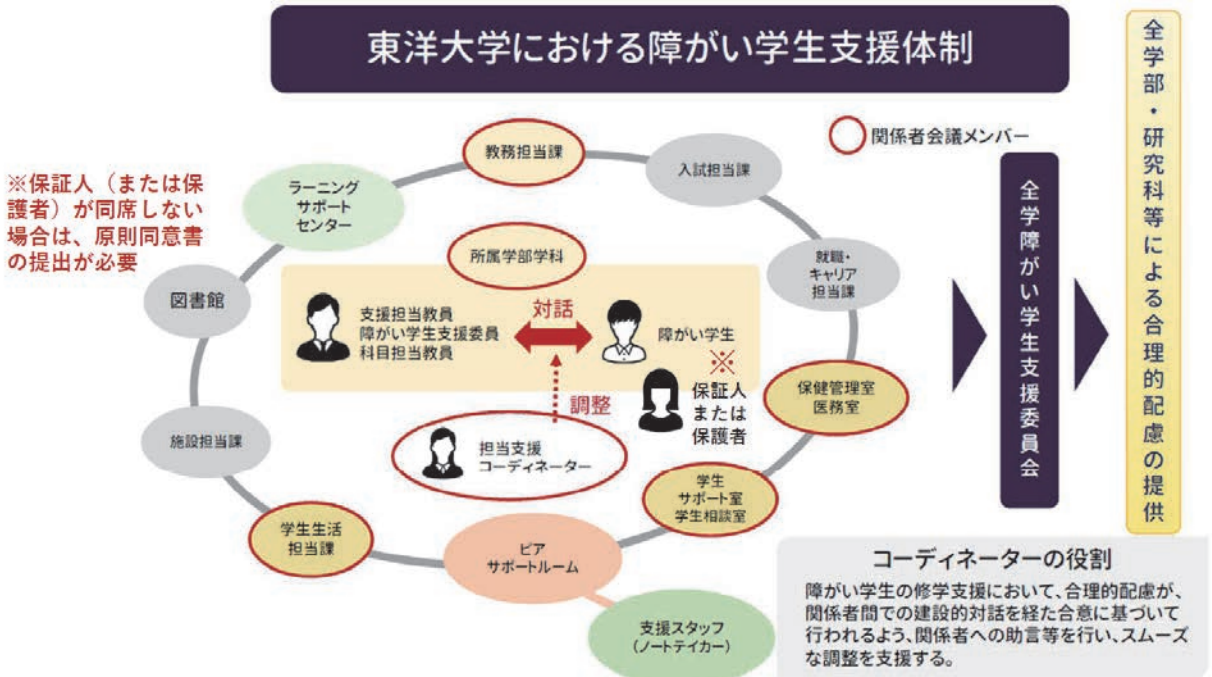 東洋大学における障がい学生支援体制
関係者会議メンバー
※保証人（または保
護者）が同席しない
場合は、原則同意書
の提出が必要
教務担当課
入試担当課
ラーニング
サポート
センター
所属学部学科
就職・
キャリア
担当課
図書館
支援担当教員
障がい学生支援委員
科目担当教員
対話
障がい学生
※
保証人
または
保護者
調整
保健管理室
医務室
施設担当課
担当支援
コーディネーター
学生
サポート室
学生相談室
学生生活
担当課
ピア
サポートルーム
支援スタッフ
（ノートテイカー）
全学障がい学生支援委員会
全学部・研究科等による合理的配慮の提供
コーディネーターの役割
障がい学生の修学支援において、合理的配慮が、
関係者間での建設的対話を経た合意に基づいて
行われるよう、関係者への助言等を行い、スムーズ
な調整を支援する。